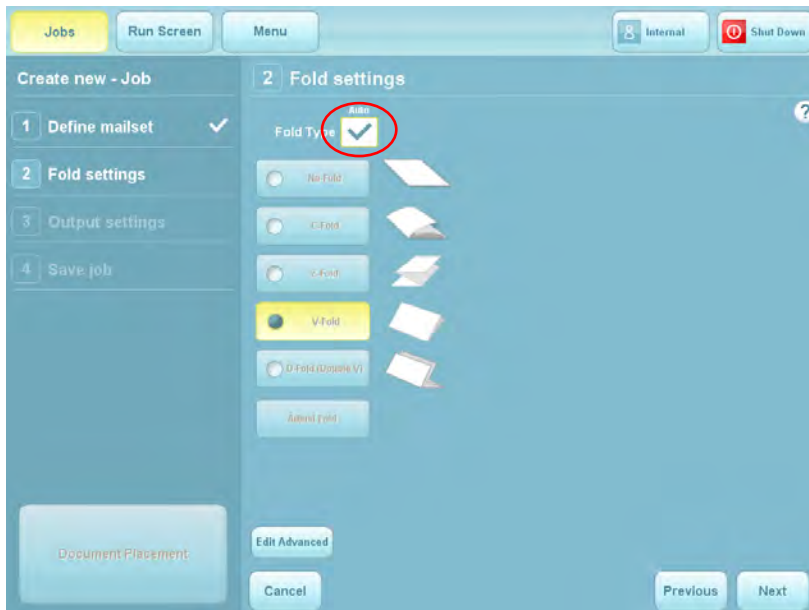 Jobs
Run Screen
Menu
Internal
Shut Down
Create new - Job
2 Fold settings
?
1 Define mailset
Auto
Fold Type
2 Fold settings
No Fold
3 Output settings
C-Fold
4 Save job
Z-Fold
V-Fold
D-Fold (Double V)
Adjust Fold
Document Placement
Edit Advanced
Cancel
Previous
Next